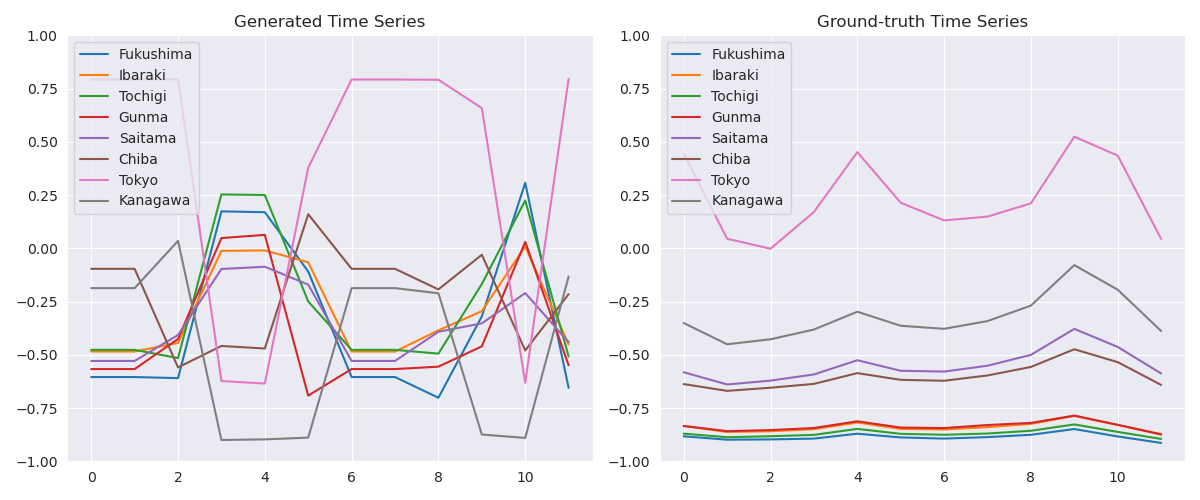 Generated Time Series
1.00
0.75
0.50
0.25
0.00
−0.25
−0.50
−0.75
−1.00
0 2 4 6 8 10
Fukushima
Ibaraki
Tochigi
Gunma
Saitama
Chiba
Tokyo
Kanagawa
Ground-truth Time Series
1.00
0.75
0.50
0.25
0.00
−0.25
−0.50
−0.75
−1.00
0 2 4 6 8 10
Fukushima
Ibaraki
Tochigi
Gunma
Saitama
Chiba
Tokyo
Kanagawa